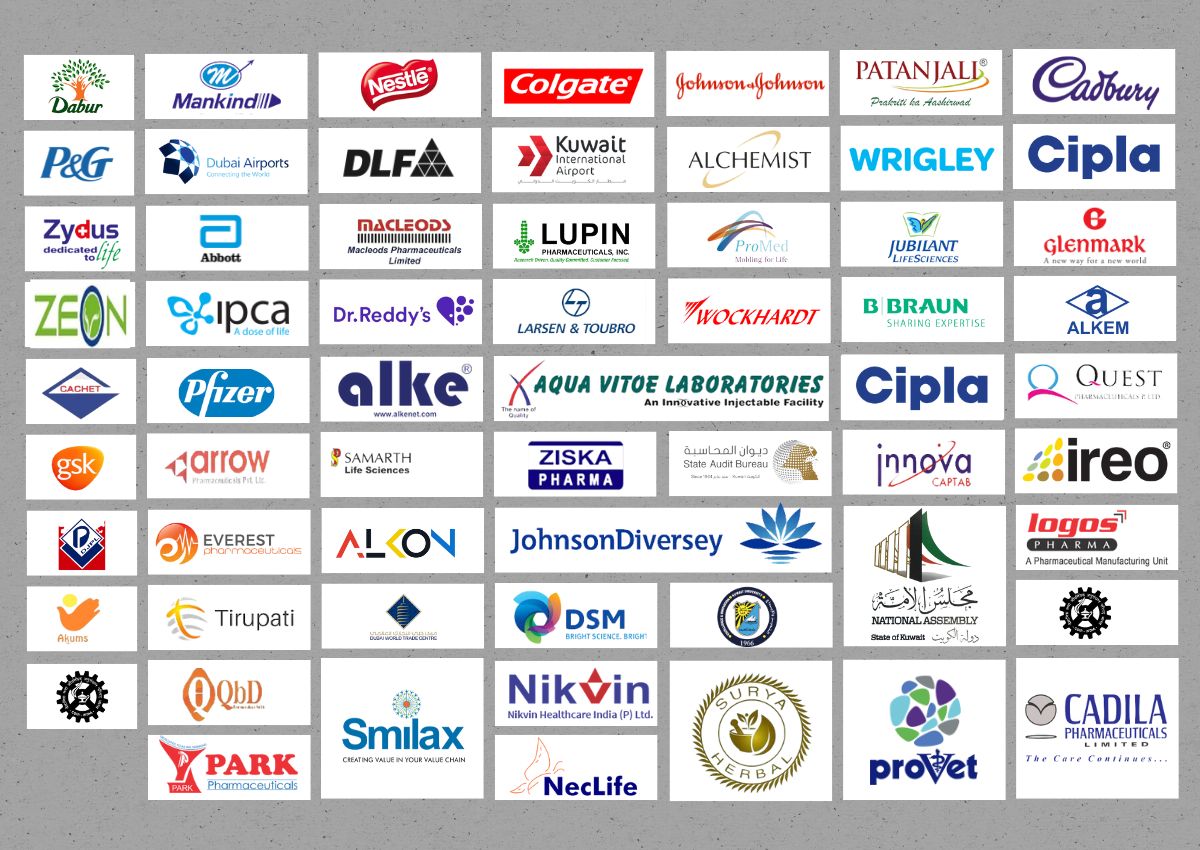 Dabur
Mankind
Nestlé
Colgate®
Johnson & Johnson
PATANJALI®
Prakriti ka Aashirwad
Cadbury
P&G
Dubai Airports
Connecting the World
DLF
Kuwait
International
Airport
ALCHEMIST
WRIGLEY
Cipla
Zydus
dedicated
to life
Abbott
MACLEODS
Macleods Pharmaceuticals
Limited
LUPIN
PHARMACEUTICALS, INC.
Research Driven. Quality Committed. Customer Focused.
ProMed
Molding for Life
JUBILANT
LIFESCIENCES
GLENMARK
A new way for a new world
ZEON
ipca
A dose of life
Dr.Reddy's
LARSEN & TOUBRO
WOCKHARDT
B BRAUN
SHARING EXPERTISE
a
ALKEM
CACHET
Pfizer
alke®
www.alkenet.com
AQUA VITOE LABORATORIES
An Innovative Injectable Facility
The name of
Quality
Cipla
QUEST
PHARMACEUTICALS P. LTD.
gsk
arrow
Pharmaceuticals Pvt. Ltd.
SAMARTH
Life Sciences
ZISKA
PHARMA
ديوان المحاسبة
State Audit Bureau
innova
CAPTAB
ireo®
EVEREST
pharmaceuticals
ALKON
JohnsonDiversey
مجلس الأمة
NATIONAL ASSEMBLY
State of Kuwait دولة الكويت
logos
PHARMA
A Pharmaceutical Manufacturing Unit
Akums
Tirupati
DUBAI WORLD TRADE CENTRE
DSM
BRIGHT SCIENCE. BRIGHT
1966
QbD
Smilax
CREATING VALUE IN YOUR VALUE CHAIN
Nikvin
Nikvin Healthcare India (P) Ltd.
SURYA
HERBAL
proVet
CADILA
PHARMACEUTICALS
LIMITED
The Care Continues...
PARK
PARK
Pharmaceuticals
NecLife